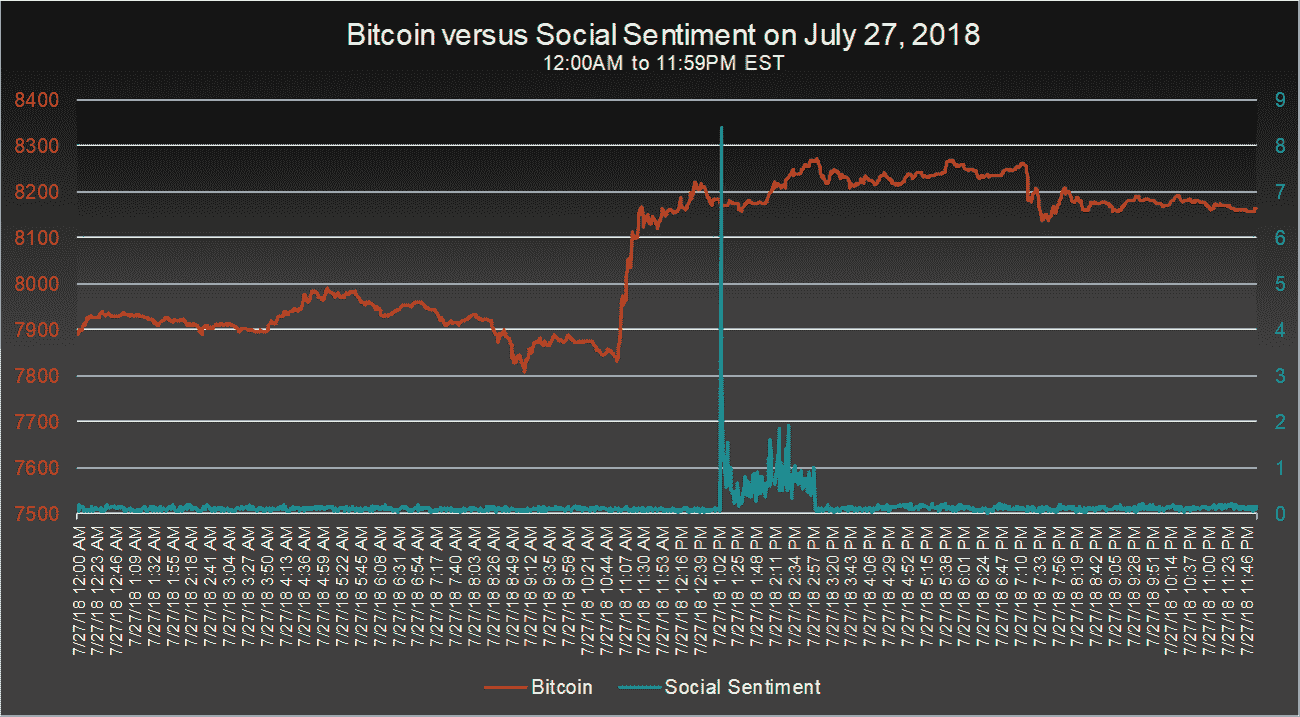 Bitcoin versus Social Sentiment on July 27, 2018
12:00AM to 11:59PM EST
8400
8300
8200
8100
8000
7900
7800
7700
7600
7500
9
8
7
6
5
4
3
2
1
0
7/27/18 12:00 AM
7/27/18 12:23 AM
7/27/18 12:46 AM
7/27/18 1:09 AM
7/27/18 1:32 AM
7/27/18 1:55 AM
7/27/18 2:18 AM
7/27/18 2:41 AM
7/27/18 3:04 AM
7/27/18 3:27 AM
7/27/18 3:50 AM
7/27/18 4:13 AM
7/27/18 4:36 AM
7/27/18 4:59 AM
7/27/18 5:22 AM
7/27/18 5:45 AM
7/27/18 6:08 AM
7/27/18 6:31 AM
7/27/18 6:54 AM
7/27/18 7:17 AM
7/27/18 7:40 AM
7/27/18 8:03 AM
7/27/18 8:26 AM
7/27/18 8:49 AM
7/27/18 9:12 AM
7/27/18 9:35 AM
7/27/18 9:58 AM
7/27/18 10:21 AM
7/27/18 10:44 AM
7/27/18 11:07 AM
7/27/18 11:30 AM
7/27/18 11:53 AM
7/27/18 12:16 PM
7/27/18 12:39 PM
7/27/18 1:02 PM
7/27/18 1:25 PM
7/27/18 1:48 PM
7/27/18 2:11 PM
7/27/18 2:34 PM
7/27/18 2:57 PM
7/27/18 3:20 PM
7/27/18 3:43 PM
7/27/18 4:06 PM
7/27/18 4:29 PM
7/27/18 4:52 PM
7/27/18 5:15 PM
7/27/18 5:38 PM
7/27/18 6:01 PM
7/27/18 6:24 PM
7/27/18 6:47 PM
7/27/18 7:10 PM
7/27/18 7:33 PM
7/27/18 7:56 PM
7/27/18 8:19 PM
7/27/18 8:42 PM
7/27/18 9:05 PM
7/27/18 9:28 PM
7/27/18 9:51 PM
7/27/18 10:14 PM
7/27/18 10:37 PM
7/27/18 11:00 PM
7/27/18 11:23 PM
7/27/18 11:46 PM
Bitcoin
Social Sentiment